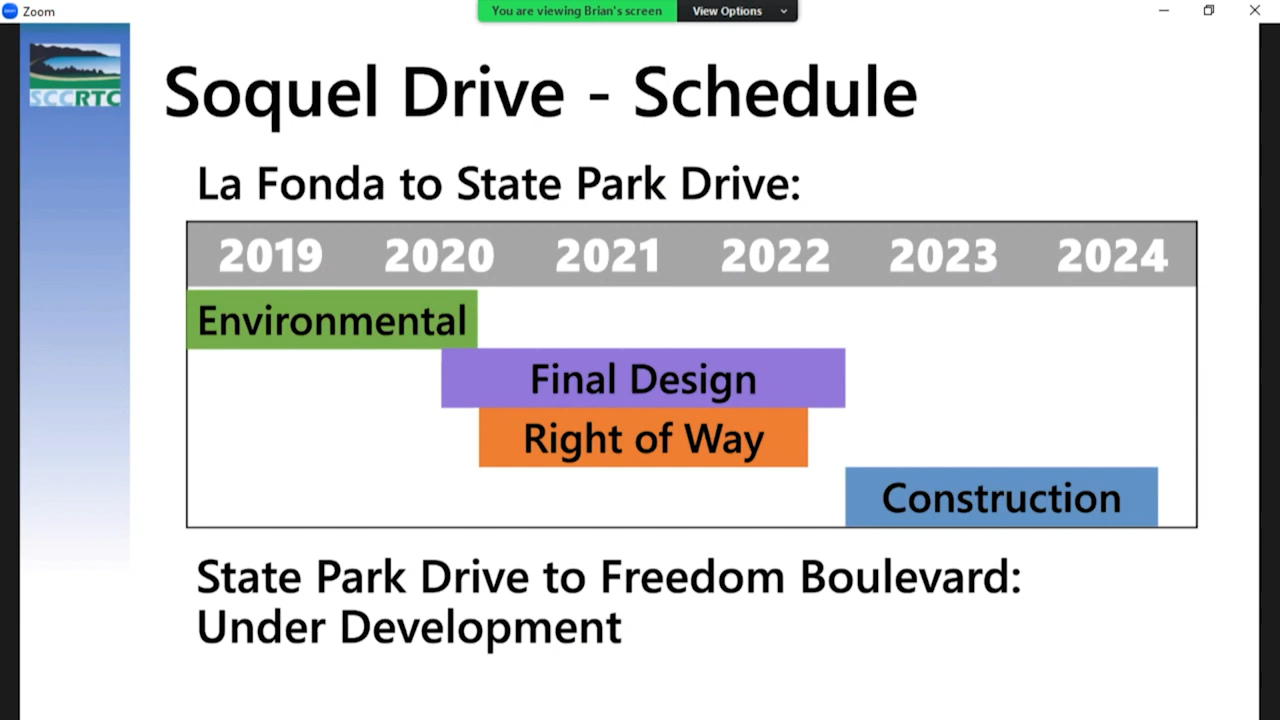 Zoom
You are viewing Brian's screen View Options
SCCRTC
Soquel Drive - Schedule
La Fonda to State Park Drive:
2019 2020 2021 2022 2023 2024
Environmental
Final Design
Right of Way
Construction
State Park Drive to Freedom Boulevard:
Under Development